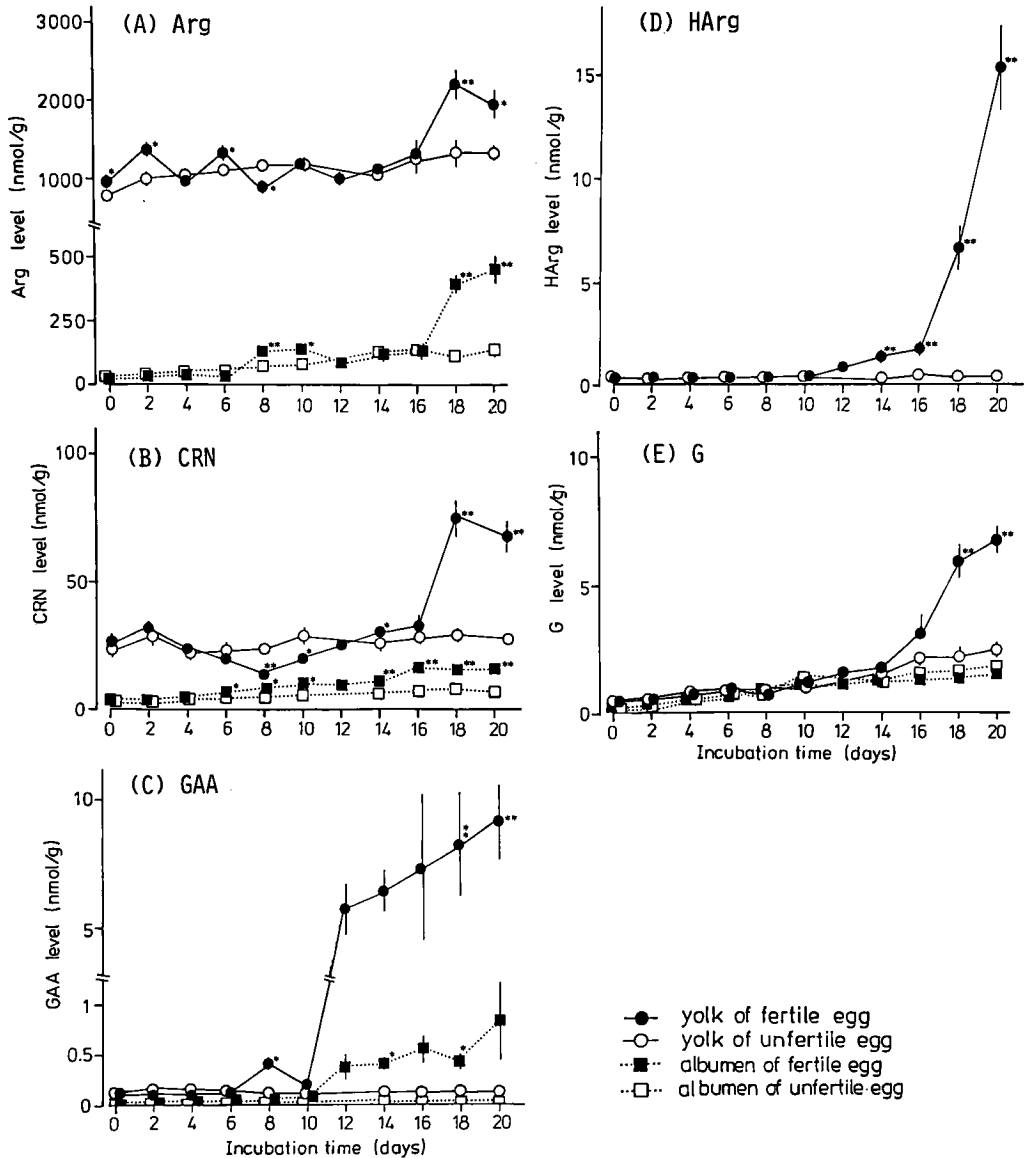 (A) Arg
3000
2000
1000
500
250
0
Arg level (nmol/g)
* * * * ** *
** * ** **
0 2 4 6 8 10 12 14 16 18 20
(B) CRN
100
50
0
CRN level (nmol/g)
** * * ** **
* * * ** ** ** **
0 2 4 6 8 10 12 14 16 18 20
(C) GAA
10
5
1
0.5
0
GAA level (nmol/g)
* ** **
* *
0 2 4 6 8 10 12 14 16 18 20
Incubation time (days)
(D) HArg
15
10
5
0
HArg level (nmol/g)
** ** ** **
0 2 4 6 8 10 12 14 16 18 20
(E) G
10
5
0
G level (nmol/g)
** **
0 2 4 6 8 10 12 14 16 18 20
Incubation time (days)
yolk of fertile egg
yolk of unfertile egg
albumen of fertile egg
albumen of unfertile egg